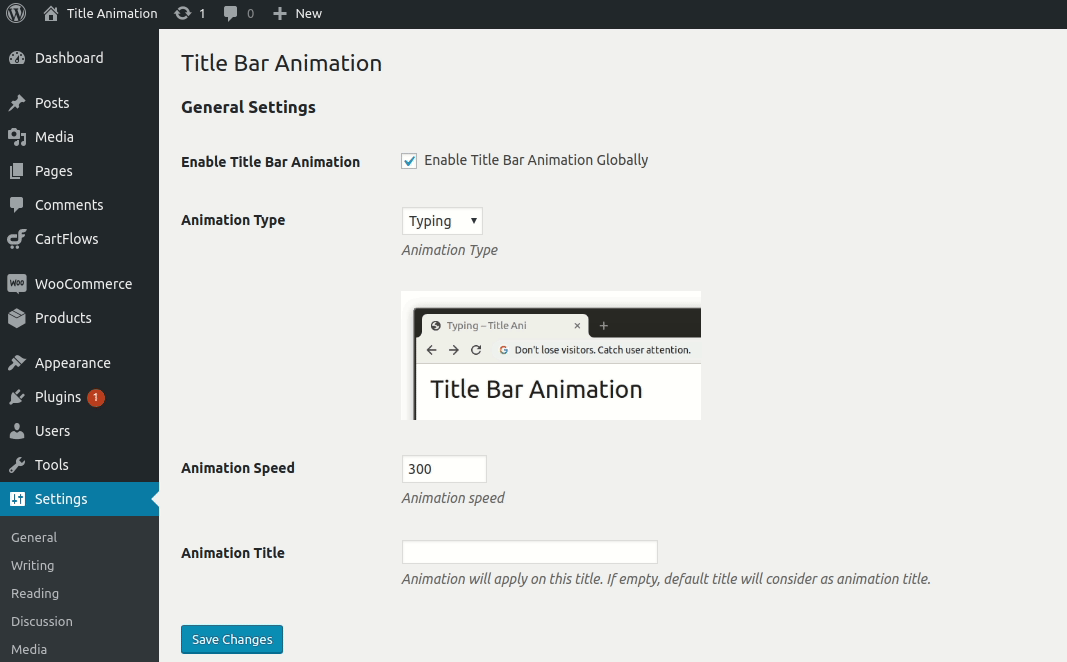 Title Animation 1 0 New
Dashboard
Posts
Media
Pages
Comments
CartFlows
WooCommerce
Products
Appearance
Plugins 1
Users
Tools
Settings
General
Writing
Reading
Discussion
Media
Title Bar Animation
General Settings
Enable Title Bar Animation
Enable Title Bar Animation Globally
Animation Type
Typing
Animation Type
Typing – Title Ani
Don't lose visitors. Catch user attention.
Title Bar Animation
Animation Speed
300
Animation speed
Animation Title
Animation will apply on this title. If empty, default title will consider as animation title.
Save Changes